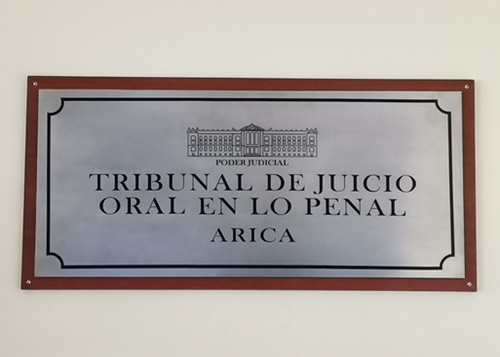 PODER JUDICIAL
TRIBUNAL DE JUICIO
ORAL EN LO PENAL
ARICA